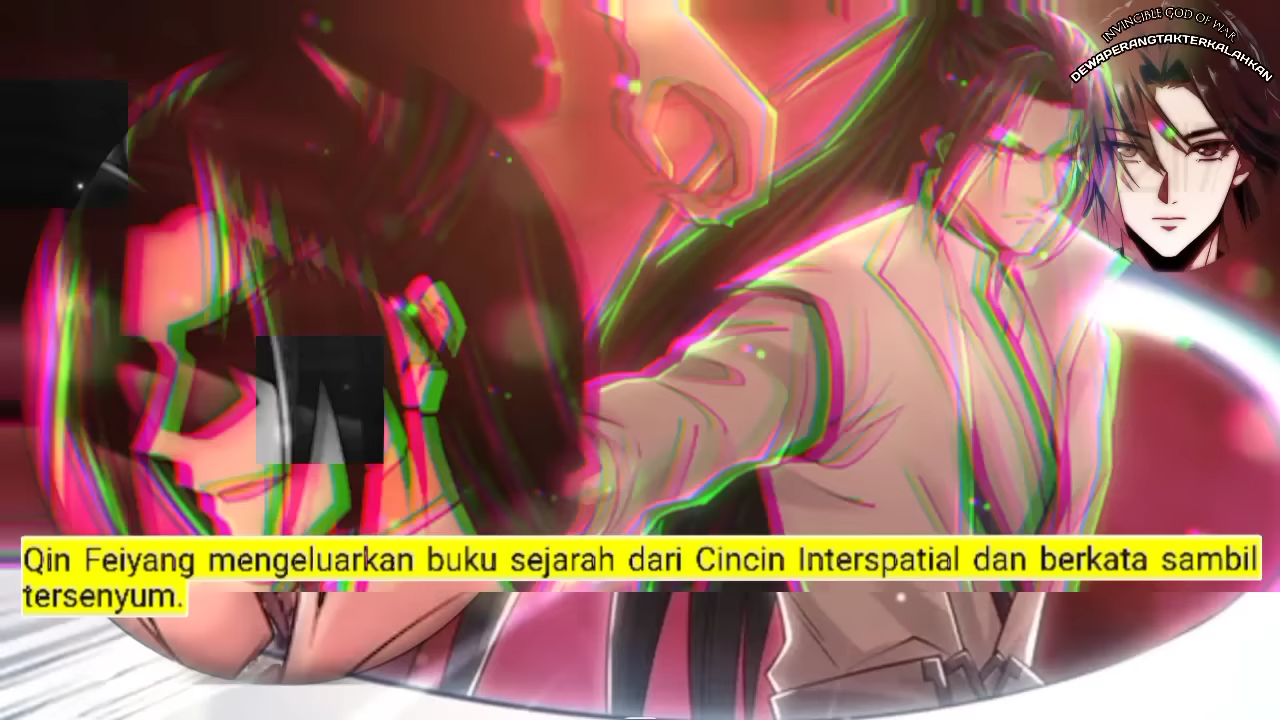 INVINCIBLE GOD OF WAR
DEWAPERANGTAKTERKALAHKAN
Qin Feiyang mengeluarkan buku sejarah dari Cincin Interspatial dan berkata sambil
tersenyum.